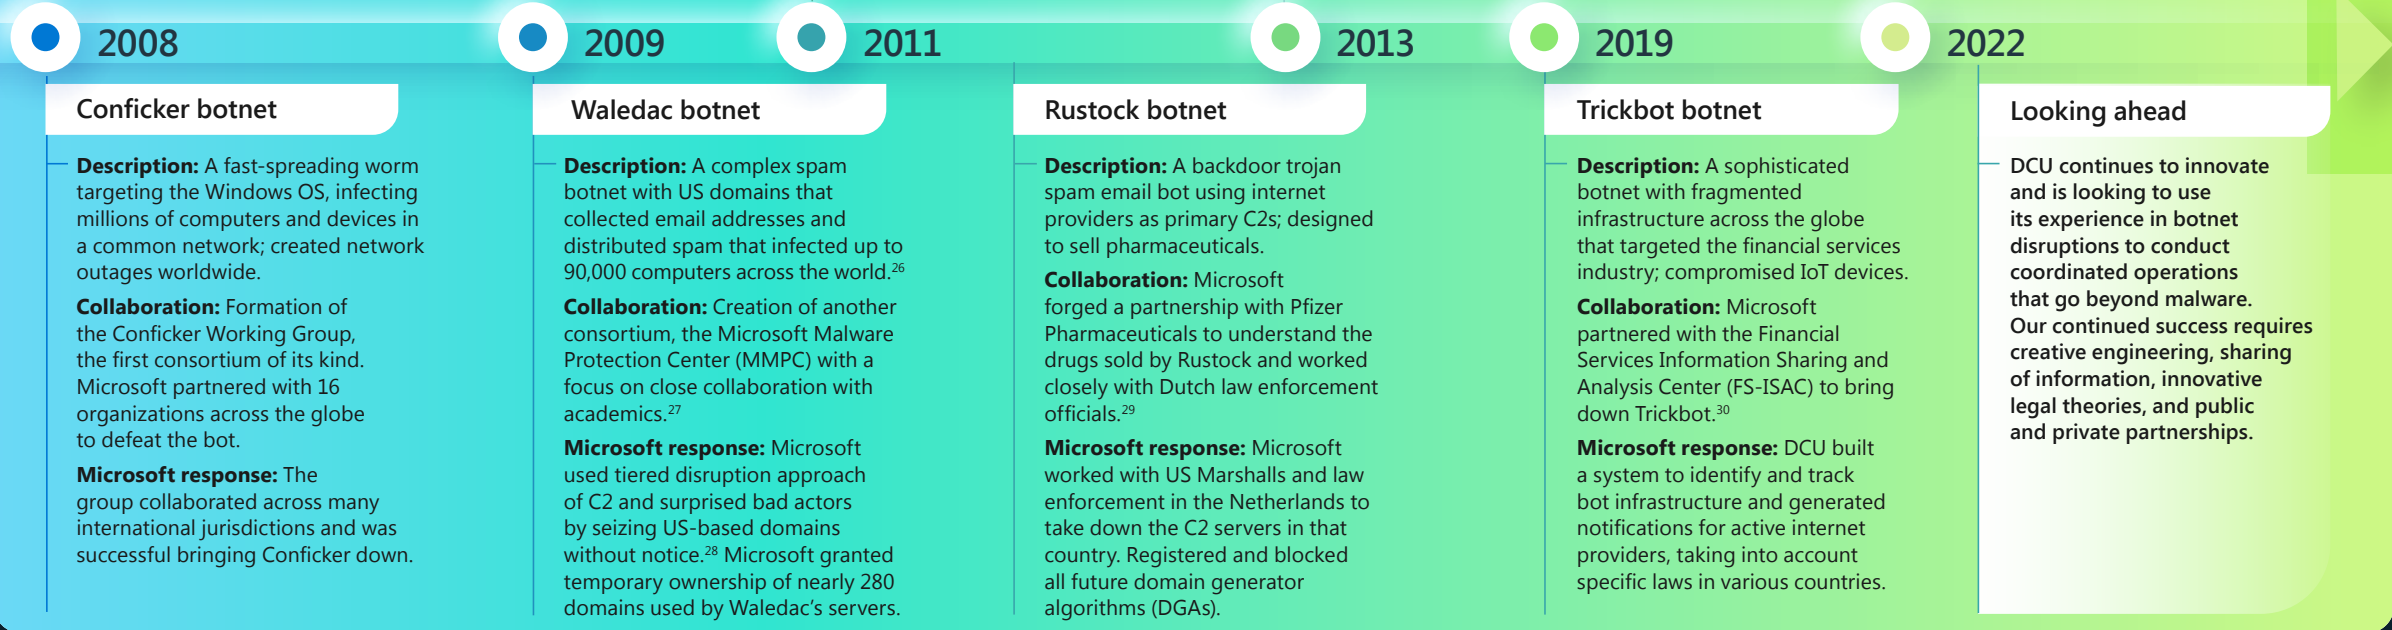 2008
2009
2011
2013
2019
2022
Conficker botnet
Description: A fast-spreading worm
targeting the Windows OS, infecting
millions of computers and devices in
a common network; created network
outages worldwide.
Collaboration: Formation of
the Conficker Working Group,
the first consortium of its kind.
Microsoft partnered with 16
organizations across the globe
to defeat the bot.
Microsoft response: The
group collaborated across many
international jurisdictions and was
successful bringing Conficker down.
Waledac botnet
Description: A complex spam
botnet with US domains that
collected email addresses and
distributed spam that infected up to
90,000 computers across the world.26
Collaboration: Creation of another
consortium, the Microsoft Malware
Protection Center (MMPC) with a
focus on close collaboration with
academics.27
Microsoft response: Microsoft
used tiered disruption approach
of C2 and surprised bad actors
by seizing US-based domains
without notice.28 Microsoft granted
temporary ownership of nearly 280
domains used by Waledac’s servers.
Rustock botnet
Description: A backdoor trojan
spam email bot using internet
providers as primary C2s; designed
to sell pharmaceuticals.
Collaboration: Microsoft
forged a partnership with Pfizer
Pharmaceuticals to understand the
drugs sold by Rustock and worked
closely with Dutch law enforcement
officials.29
Microsoft response: Microsoft
worked with US Marshalls and law
enforcement in the Netherlands to
take down the C2 servers in that
country. Registered and blocked
all future domain generator
algorithms (DGAs).
Trickbot botnet
Description: A sophisticated
botnet with fragmented
infrastructure across the globe
that targeted the financial services
industry; compromised IoT devices.
Collaboration: Microsoft
partnered with the Financial
Services Information Sharing and
Analysis Center (FS-ISAC) to bring
down Trickbot.30
Microsoft response: DCU built
a system to identify and track
bot infrastructure and generated
notifications for active internet
providers, taking into account
specific laws in various countries.
Looking ahead
DCU continues to innovate
and is looking to use
its experience in botnet
disruptions to conduct
coordinated operations
that go beyond malware.
Our continued success requires
creative engineering, sharing
of information, innovative
legal theories, and public
and private partnerships.